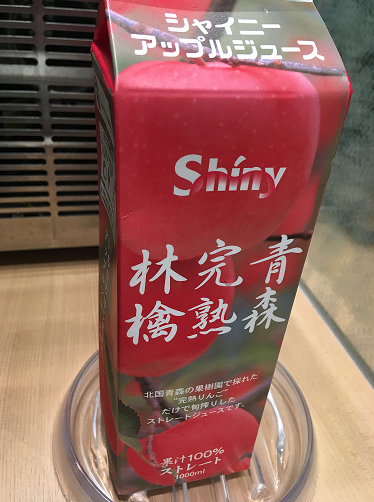 シャイニー
アップルジュース
Shiny
青森
完熟
林檎
北国青森の果樹園で採れた
“完熟りんご”
だけで旬搾りした
ストレートジュースです。
果汁100%
ストレート
1000ml